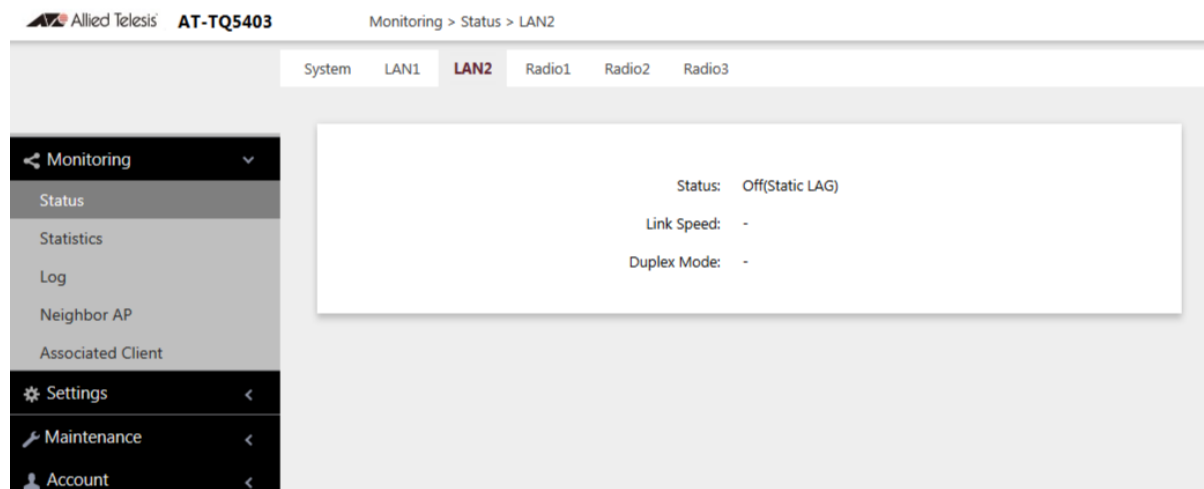 Allied Telesis AT-TQ5403 Monitoring > Status > LAN2
System LAN1 LAN2 Radio1 Radio2 Radio3
Monitoring
Status
Statistics
Log
Neighbor AP
Associated Client
Settings
Maintenance
Account
Status: Off(Static LAG)
Link Speed: -
Duplex Mode: -